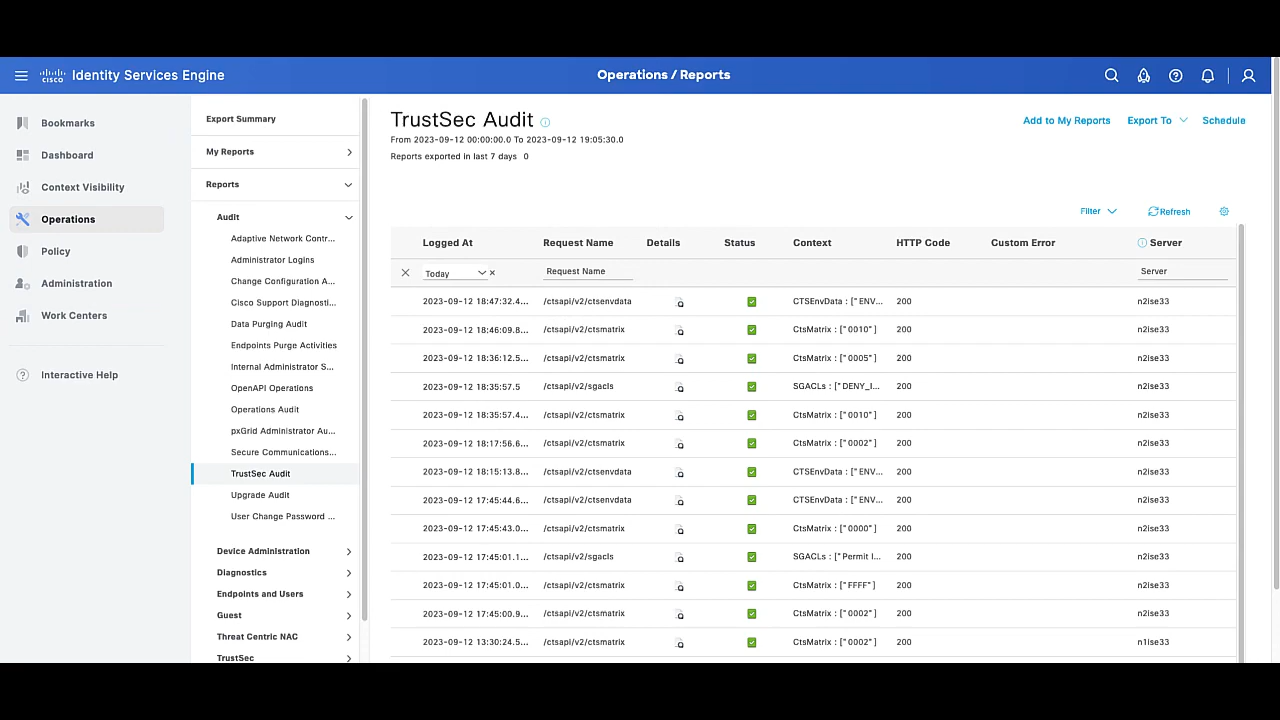 cisco Identity Services Engine
Operations / Reports
Bookmarks
Dashboard
Context Visibility
Operations
Policy
Administration
Work Centers
Interactive Help
Export Summary
My Reports
Reports
Audit
Adaptive Network Contr...
Administrator Logins
Change Configuration A...
Cisco Support Diagnosti...
Data Purging Audit
Endpoints Purge Activities
Internal Administrator S...
OpenAPI Operations
Operations Audit
pxGrid Administrator Au...
Secure Communications...
TrustSec Audit
Upgrade Audit
User Change Password ...
Device Administration
Diagnostics
Endpoints and Users
Guest
Threat Centric NAC
TrustSec
TrustSec Audit
From 2023-09-12 00:00:00.0 To 2023-09-12 19:05:30.0
Reports exported in last 7 days 0
Add to My Reports Export To Schedule
Filter Refresh
Logged At Request Name Details Status Context HTTP Code Custom Error Server
Today Request Name Server
2023-09-12 18:47:32.4... /ctsapi/v2/ctsenvdata CTSEnvData : ["ENV... 200 n2ise33
2023-09-12 18:46:09.8... /ctsapi/v2/ctsmatrix CtsMatrix : ["0010"] 200 n2ise33
2023-09-12 18:36:12.5... /ctsapi/v2/ctsmatrix CtsMatrix : ["0005"] 200 n2ise33
2023-09-12 18:35:57.5 /ctsapi/v2/sgacls SGACLs : ["DENY_I... 200 n2ise33
2023-09-12 18:35:57.4... /ctsapi/v2/ctsmatrix CtsMatrix : ["0010"] 200 n2ise33
2023-09-12 18:17:56.6... /ctsapi/v2/ctsmatrix CtsMatrix : ["0002"] 200 n2ise33
2023-09-12 18:15:13.8... /ctsapi/v2/ctsenvdata CTSEnvData : ["ENV... 200 n2ise33
2023-09-12 17:45:44.6... /ctsapi/v2/ctsenvdata CTSEnvData : ["ENV... 200 n2ise33
2023-09-12 17:45:43.0... /ctsapi/v2/ctsmatrix CtsMatrix : ["0000"] 200 n2ise33
2023-09-12 17:45:01.1... /ctsapi/v2/sgacls SGACLs : ["Permit I... 200 n2ise33
2023-09-12 17:45:01.0... /ctsapi/v2/ctsmatrix CtsMatrix : ["FFFF"] 200 n2ise33
2023-09-12 17:45:00.9... /ctsapi/v2/ctsmatrix CtsMatrix : ["0002"] 200 n2ise33
2023-09-12 13:30:24.5... /ctsapi/v2/ctsmatrix CtsMatrix : ["0002"] 200 n1ise33